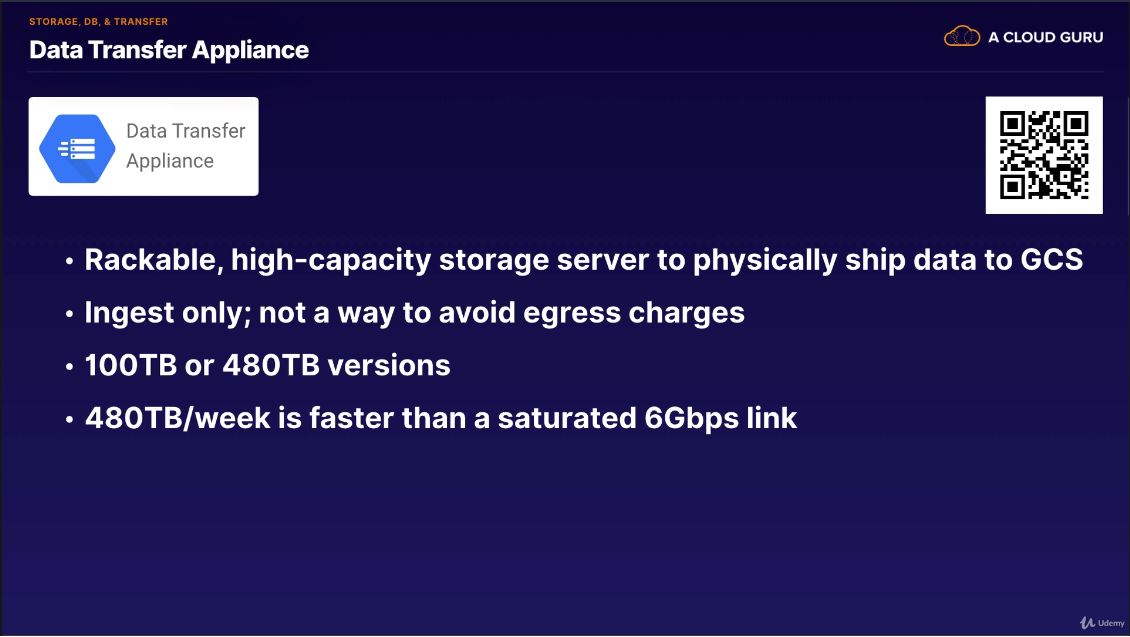 STORAGE, DB, & TRANSFER
Data Transfer Appliance
A CLOUD GURU
Data Transfer
Appliance
• Rackable, high-capacity storage server to physically ship data to GCS
• Ingest only; not a way to avoid egress charges
• 100TB or 480TB versions
• 480TB/week is faster than a saturated 6Gbps link
Udemy